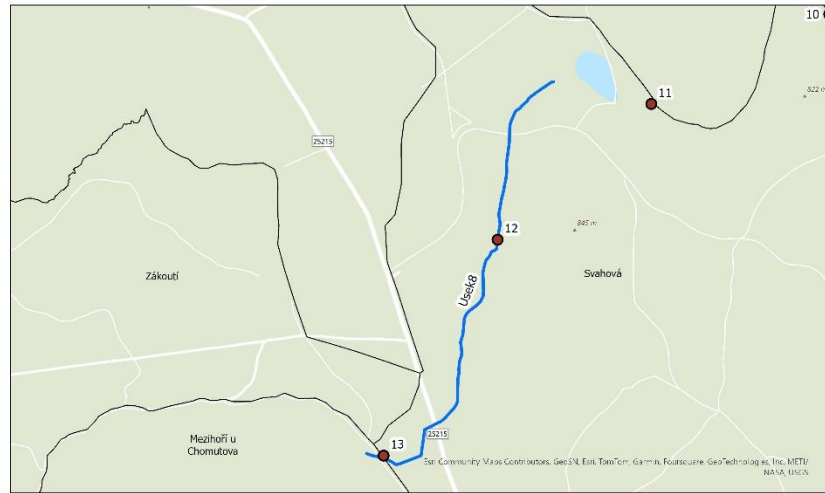 10
11
822 m
25215
12
845 m
Usek8
Zákoutí
Svahová
Mezihoří u
Chomutova
13
25215
Esri Community Maps Contributors, GeoSN, Esri, TomTom, Garmin, Foursquare, GeoTechnologies, Inc, METI/
NASA, USGS